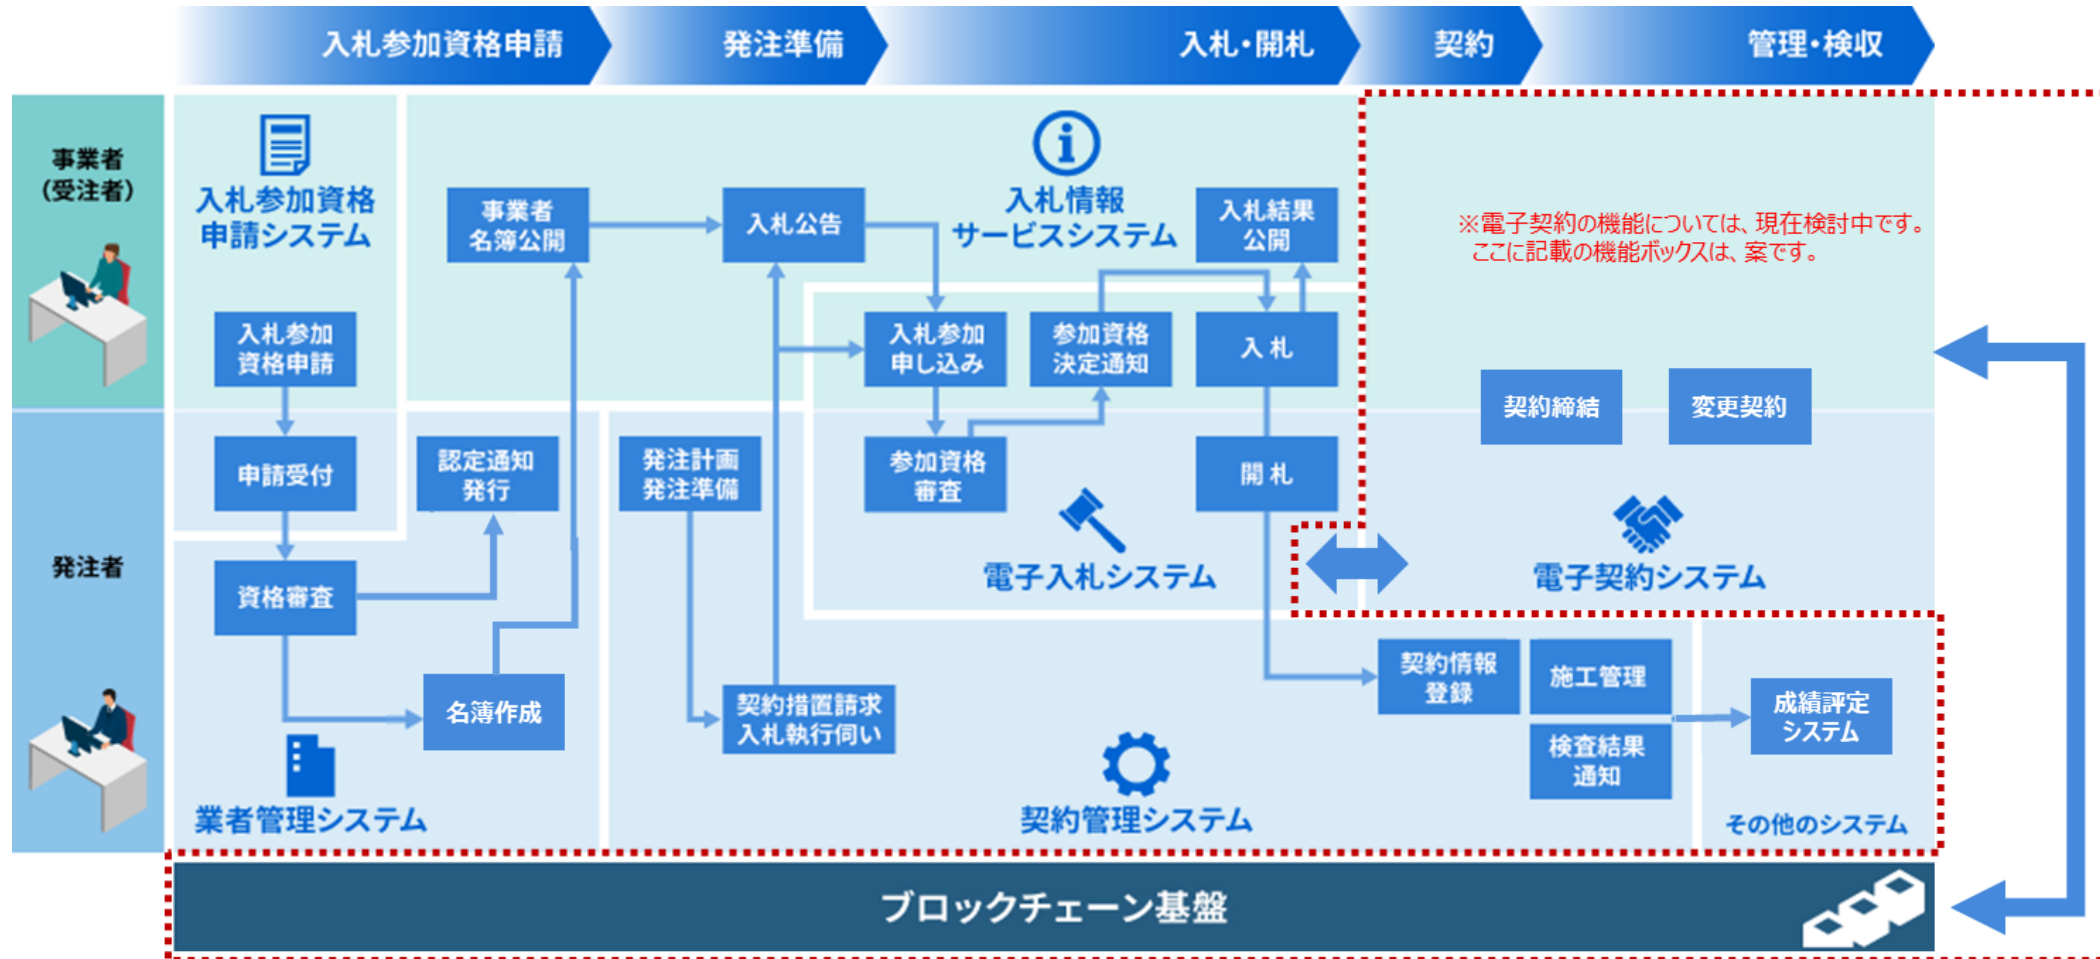 入札参加資格申請
発注準備
入札・開札
契約
管理・検収
事業者
（受注者）
入札参加資格
申請システム
事業者
名簿公開
入札公告
入札情報
サービスシステム
入札結果
公開
※電子契約の機能については、現在検討中です。
ここに記載の機能ボックスは、案です。
入札参加
資格申請
入札参加
申し込み
参加資格
決定通知
入 札
契約締結
変更契約
発注者
申請受付
認定通知
発行
発注計画
発注準備
参加資格
審査
開 札
電子入札システム
電子契約システム
資格審査
名簿作成
契約措置請求
入札執行伺い
契約情報
登録
施工管理
検査結果
通知
成績評定
システム
業者管理システム
契約管理システム
その他のシステム
ブロックチェーン基盤